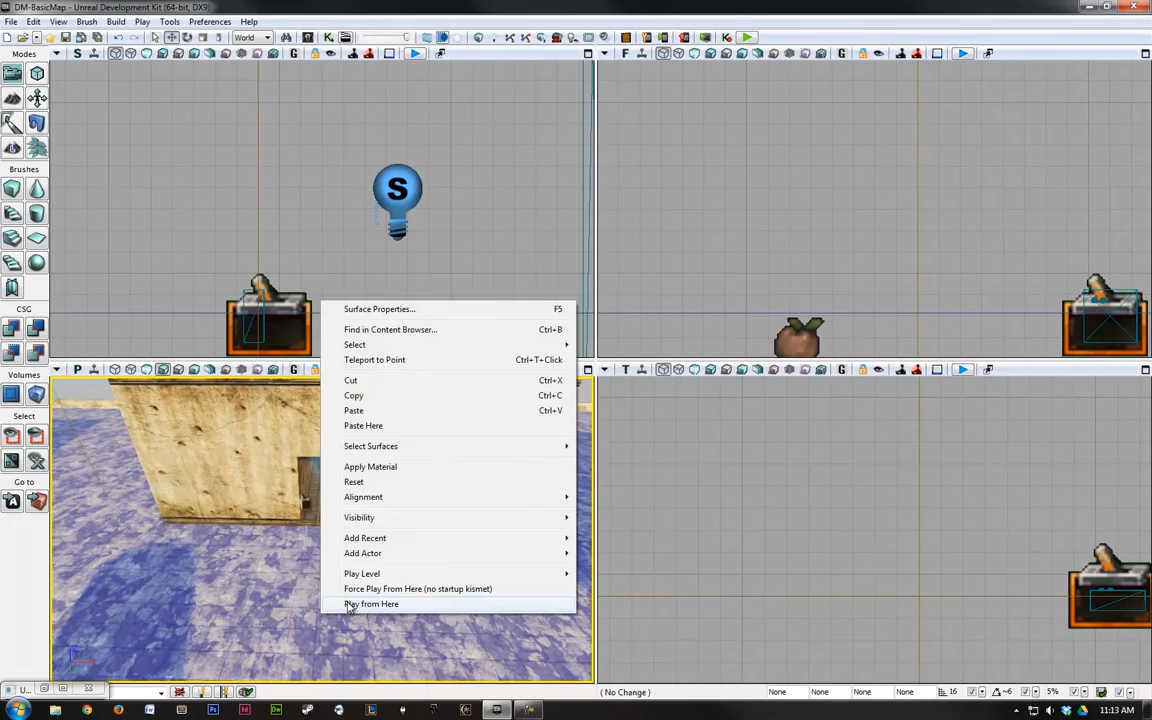 DM-BasicMap - Unreal Development Kit (64-bit, DX9)
File Edit View Brush Build Play Tools Preferences Help
World
Modes
S G
F G
Brushes
S
CSG
Surface Properties... F5
Find in Content Browser... Ctrl+B
Select
Teleport to Point Ctrl+T+Click
P
T G
Volumes
Cut Ctrl+X
Copy Ctrl+C
Paste Ctrl+V
Paste Here
Select
Select Surfaces
Apply Material
Reset
Go to
Alignment
Visibility
Add Recent
Add Actor
Play Level
Force Play From Here (no startup kismet)
Play from Here
U...
(No Change) None None None None 16 ~6 5%
11:13 AM